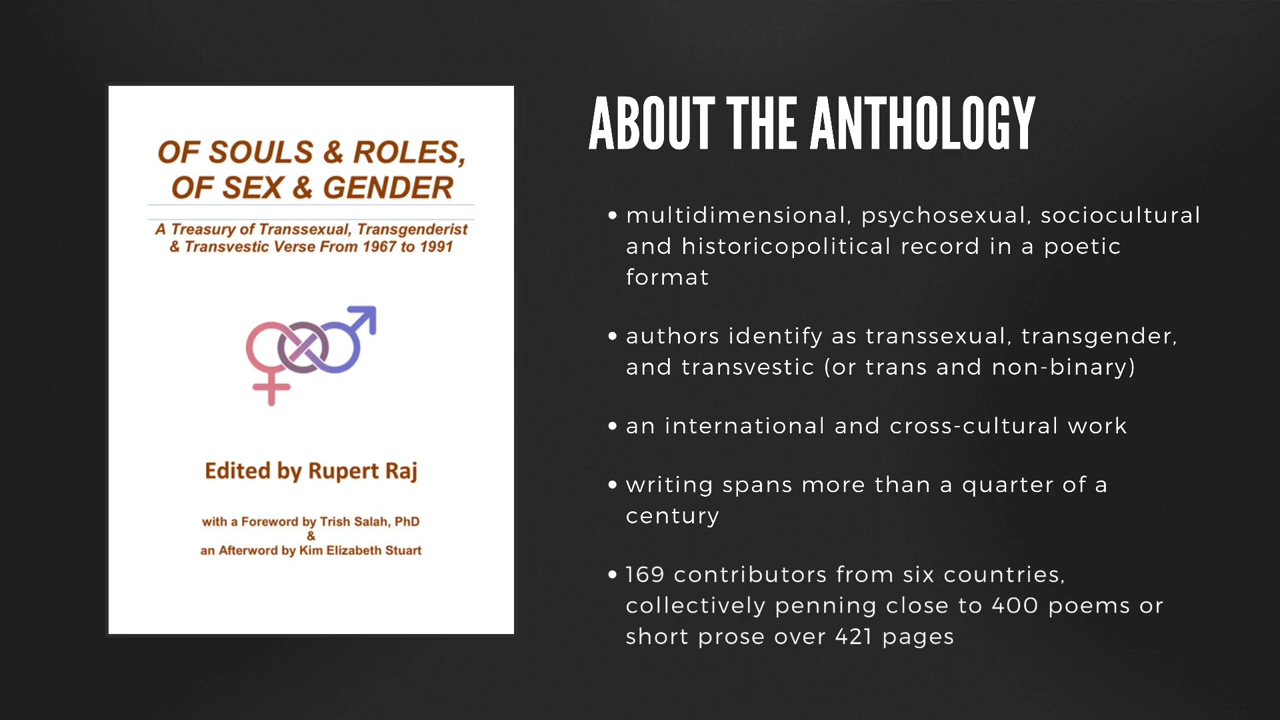 OF SOULS & ROLES,
OF SEX & GENDER
A Treasury of Transsexual, Transgenderist
& Transvestic Verse From 1967 to 1991
Edited by Rupert Raj
with a Foreword by Trish Salah, PhD
&
an Afterword by Kim Elizabeth Stuart
ABOUT THE ANTHOLOGY
• multidimensional, psychosexual, sociocultural
and historicopolitical record in a poetic
format
• authors identify as transsexual, transgender,
and transvestic (or trans and non-binary)
• an international and cross-cultural work
• writing spans more than a quarter of a
century
• 169 contributors from six countries,
collectively penning close to 400 poems or
short prose over 421 pages